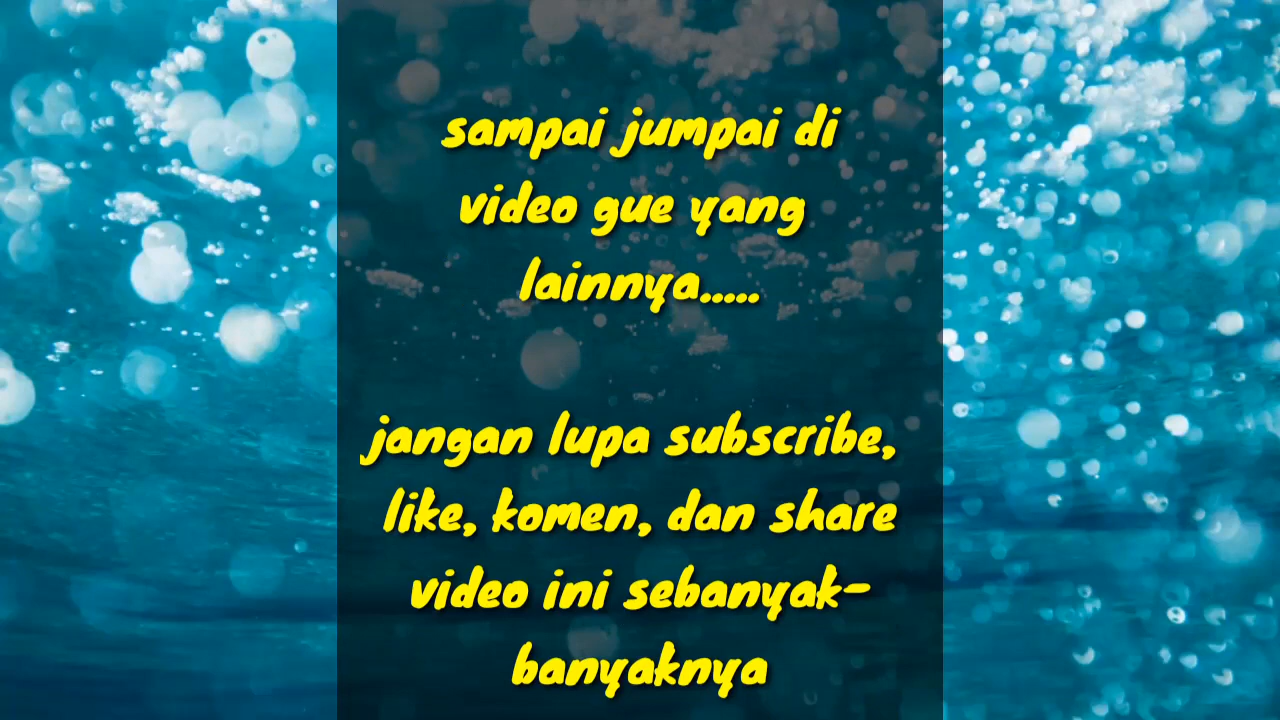 sampai jumpai di
video gue yang
lainnya.....
jangan lupa subscribe,
like, komen, dan share
video ini sebanyak-
banyaknya